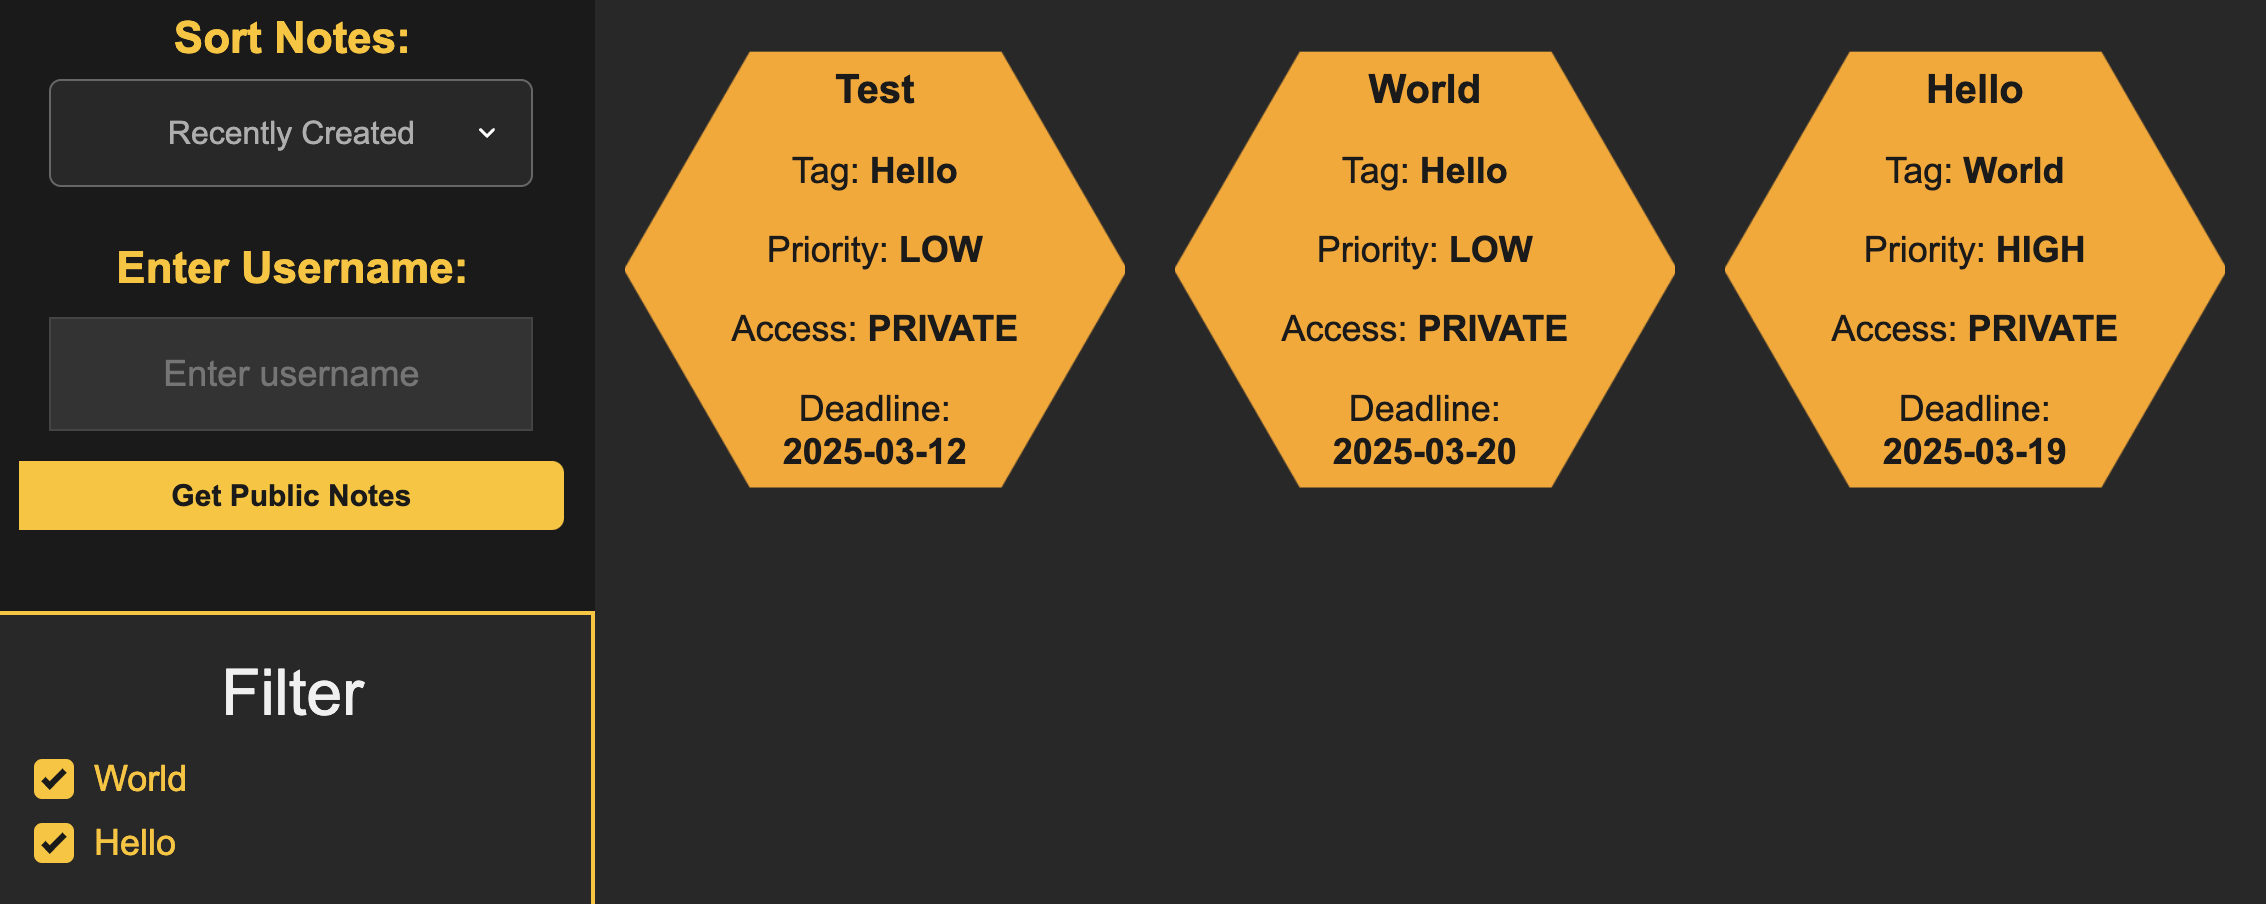 Sort Notes:
Recently Created
Enter Username:
Enter username
Get Public Notes
Filter
World
Hello
Test
Tag: Hello
Priority: LOW
Access: PRIVATE
Deadline:
2025-03-12
World
Tag: Hello
Priority: LOW
Access: PRIVATE
Deadline:
2025-03-20
Hello
Tag: World
Priority: HIGH
Access: PRIVATE
Deadline:
2025-03-19